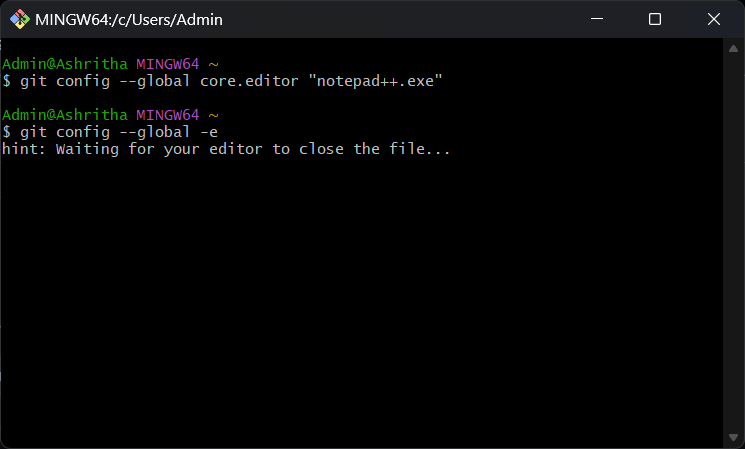 MINGW64:/c/Users/Admin
Admin@Ashritha MINGW64 ~
$ git config --global core.editor "notepad++.exe"
Admin@Ashritha MINGW64 ~
$ git config --global -e
hint: Waiting for your editor to close the file...